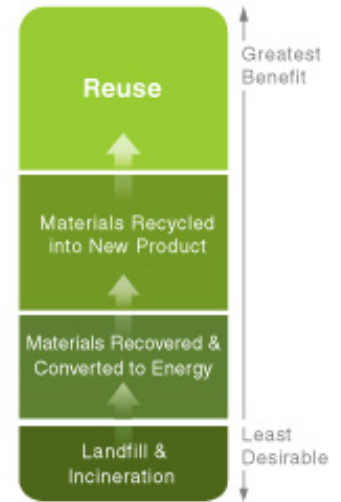 Reuse
Greatest
Benefit
Materials Recycled
into New Product
Materials Recovered &
Converted to Energy
Landfill &
Incineration
Least
Desirable